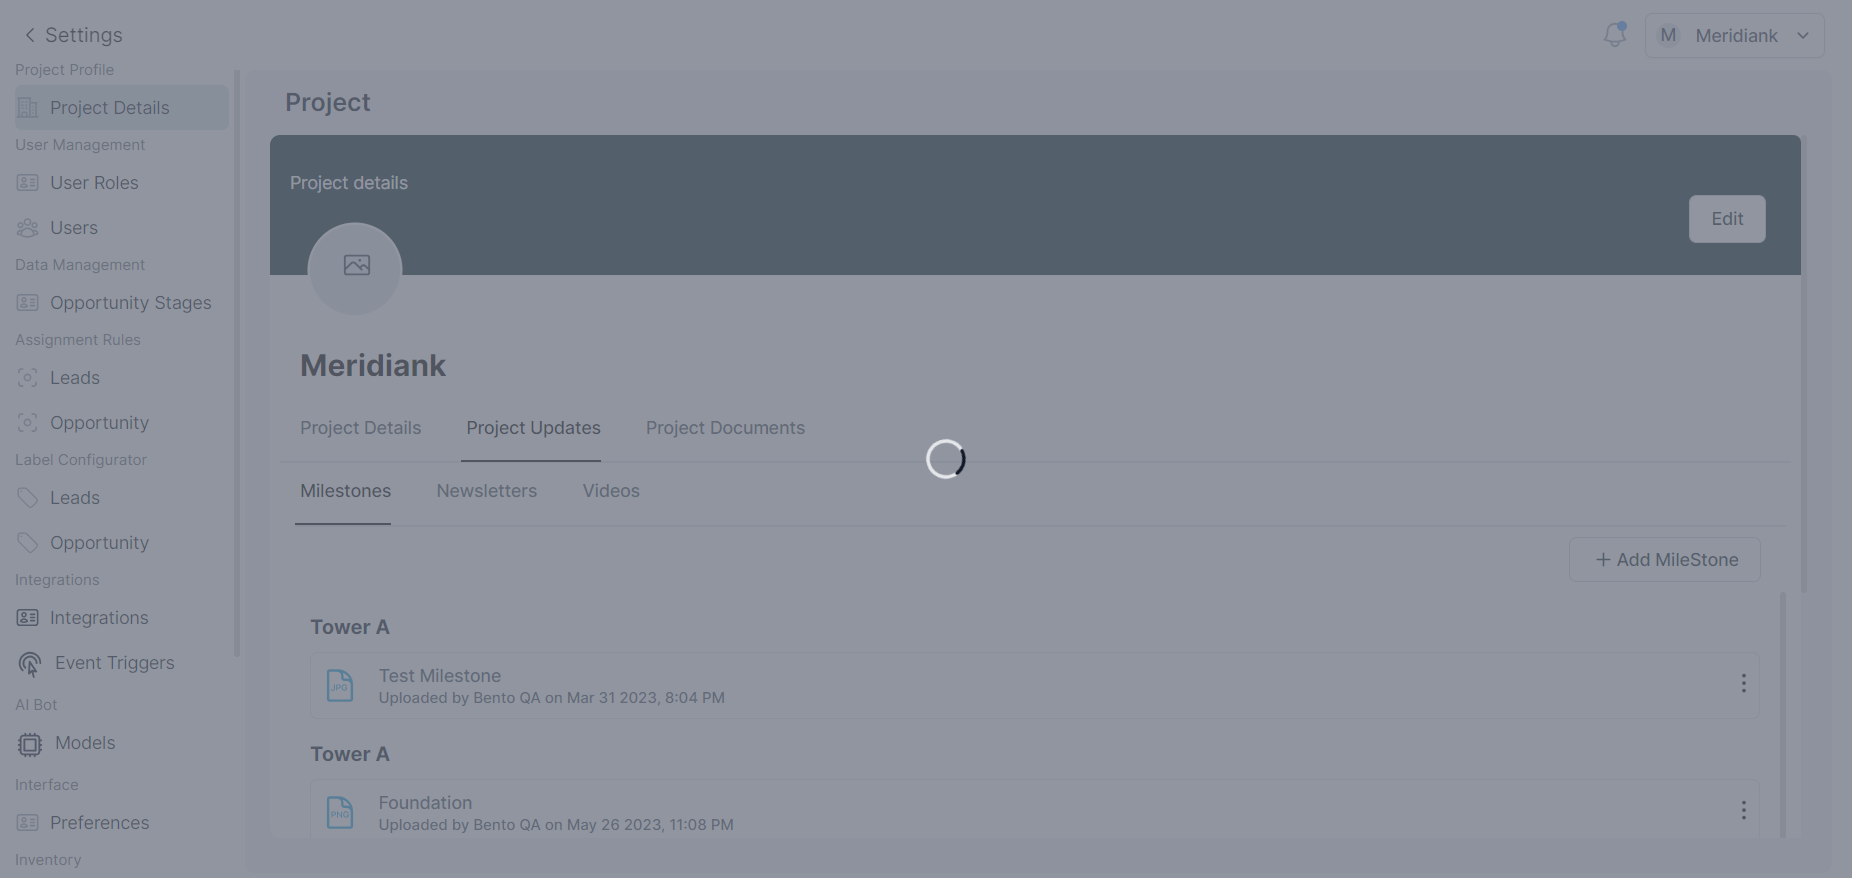 Settings
M Meridiank
Project Profile
Project Details
User Management
User Roles
Users
Data Management
Opportunity Stages
Assignment Rules
Leads
Opportunity
Label Configurator
Leads
Opportunity
Integrations
Integrations
Event Triggers
AI Bot
Models
Interface
Preferences
Inventory
Project
Project details
Edit
Meridiank
Project Details Project Updates Project Documents
Milestones Newsletters Videos
+ Add MileStone
Tower A
JPG
Test Milestone
Uploaded by Bento QA on Mar 31 2023, 8:04 PM
Tower A
PNG
Foundation
Uploaded by Bento QA on May 26 2023, 11:08 PM